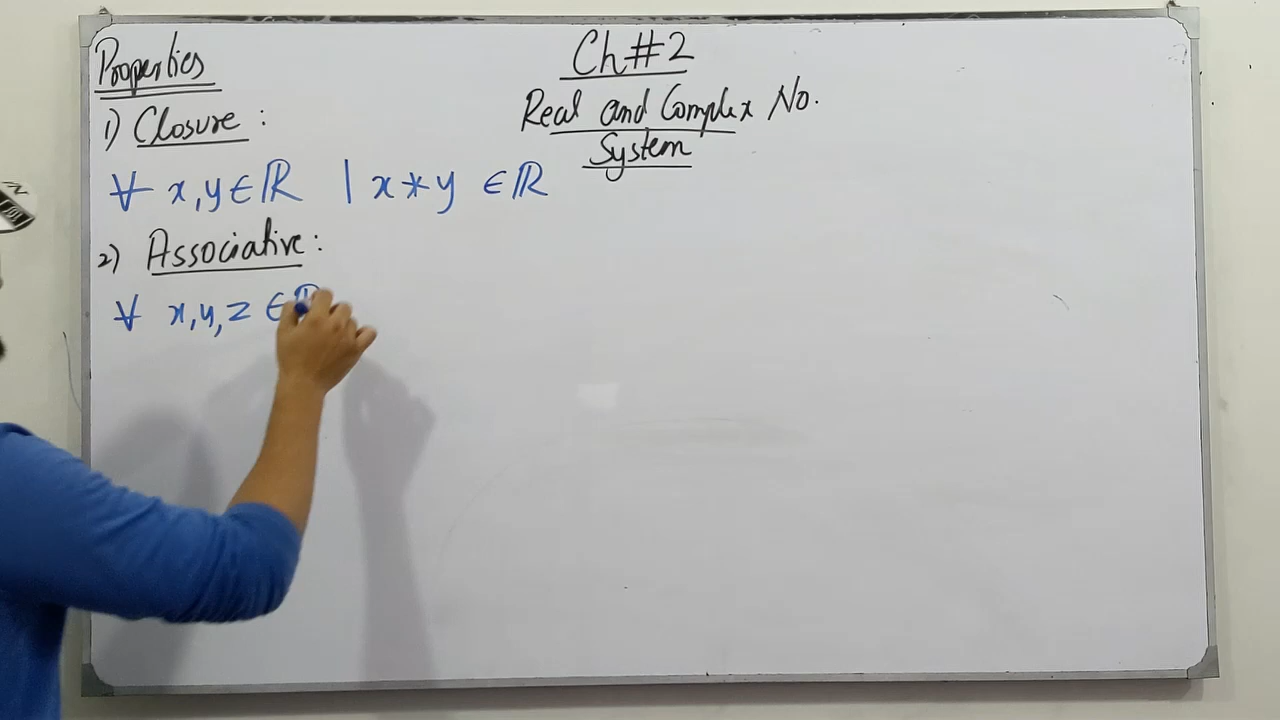 Properties
Ch#2
Real and Complex No.
System
1) Closure :
∀ x,y∈ℝ | x*y ∈ℝ
2) Associative :
∀ x,y,z ∈ℝ